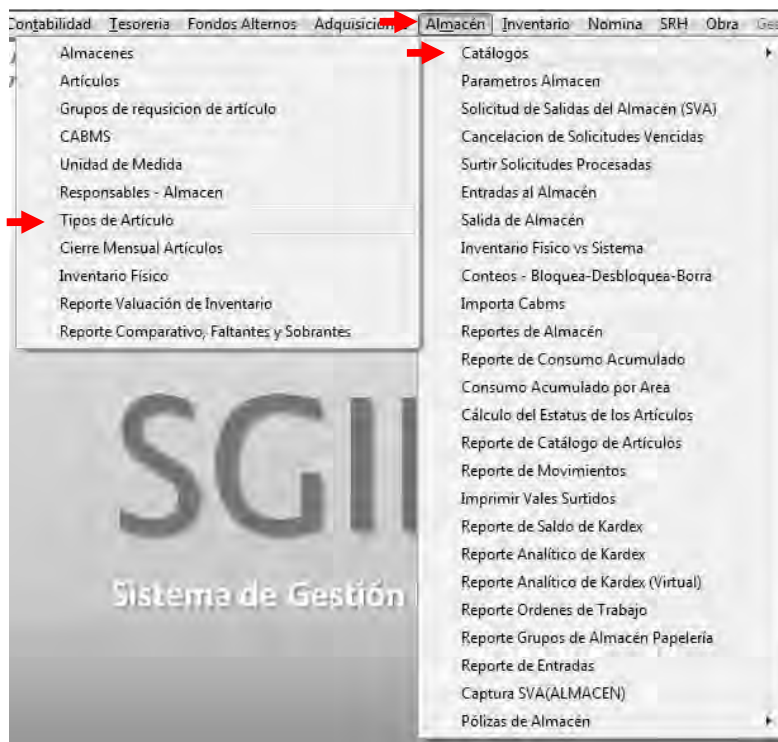 Contabilidad Tesoreria Fondos Alternos Adquisicion Almacén Inventario Nomina SRH Obra
Almacenes
Artículos
Grupos de requsicion de artículo
CABMS
Unidad de Medida
Responsables - Almacen
Tipos de Artículo
Cierre Mensual Artículos
Inventario Físico
Reporte Valuación de Inventario
Reporte Comparativo, Faltantes y Sobrantes
Catálogos
Parametros Almacen
Solicitud de Salidas del Almacén (SVA)
Cancelacion de Solicitudes Vencidas
Surtir Solicitudes Procesadas
Entradas al Almacén
Salida de Almacén
Inventario Fisico vs Sistema
Conteos - Bloquea-Desbloquea-Borra
Importa Cabms
Reportes de Almacén
Reporte de Consumo Acumulado
Consumo Acumulado por Area
Cálculo del Estatus de los Artículos
Reporte de Catálogo de Artículos
Reporte de Movimientos
Imprimir Vales Surtidos
Reporte de Saldo de Kardex
Reporte Analítico de Kardex
Reporte Analítico de Kardex (Virtual)
Reporte Ordenes de Trabajo
Reporte Grupos de Almacén Papelería
Reporte de Entradas
Captura SVA(ALMACEN)
Pólizas de Almacén
SGI
Sistema de Gestión